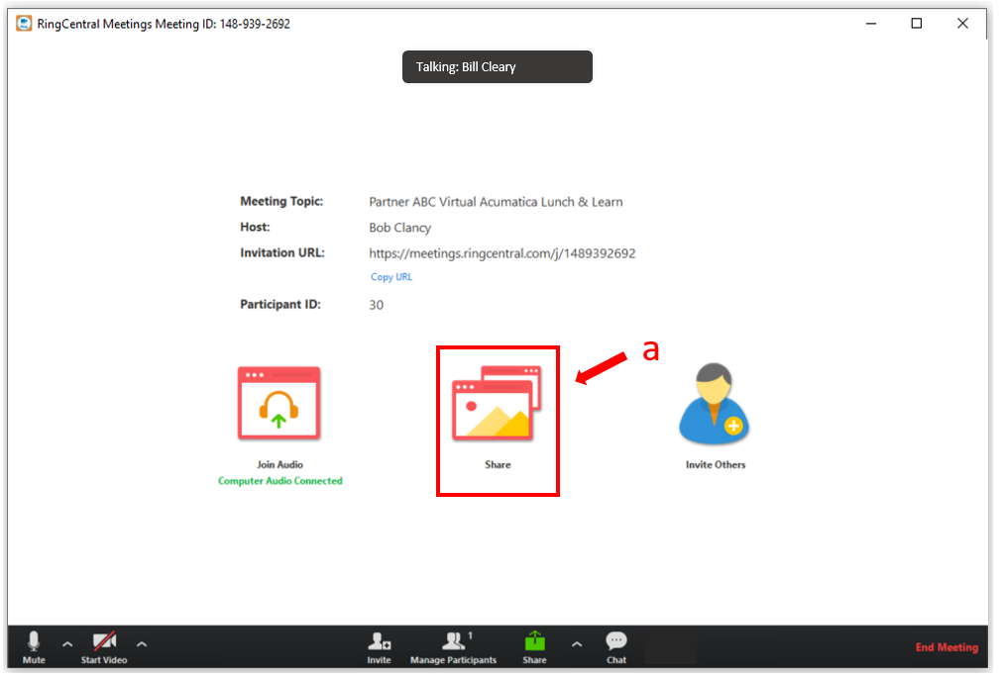 RingCentral Meetings Meeting ID: 148-939-2692
Talking: Bill Cleary
Meeting Topic: Partner ABC Virtual Acumatica Lunch & Learn
Host: Bob Clancy
Invitation URL: https://meetings.ringcentral.com/j/1489392692
Copy URL
Participant ID: 30
a
Join Audio Share Invite Others
Computer Audio Connected
1
Mute Start Video Invite Manage Participants Share Chat End Meeting